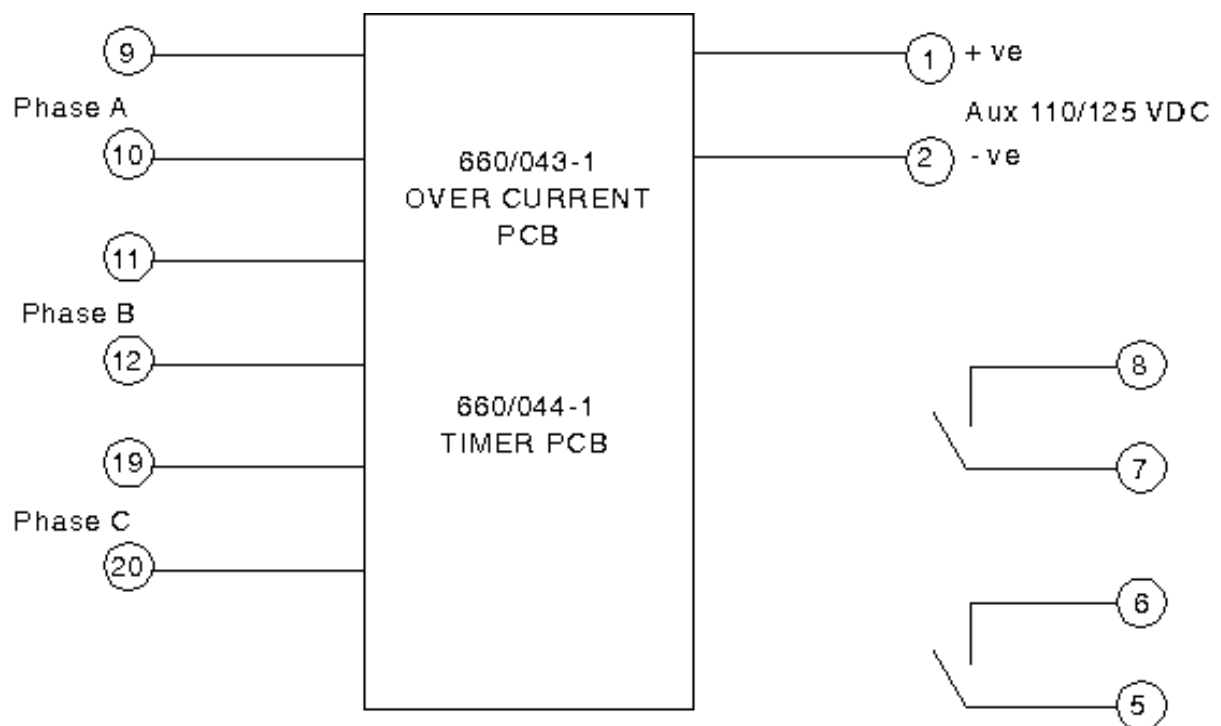 9
Phase A
10
11
Phase B
12
19
Phase C
20
660/043-1
OVER CURRENT
PCB
660/044-1
TIMER PCB
1 + ve
Aux 110/125 VDC
2 - ve
8
7
6
5